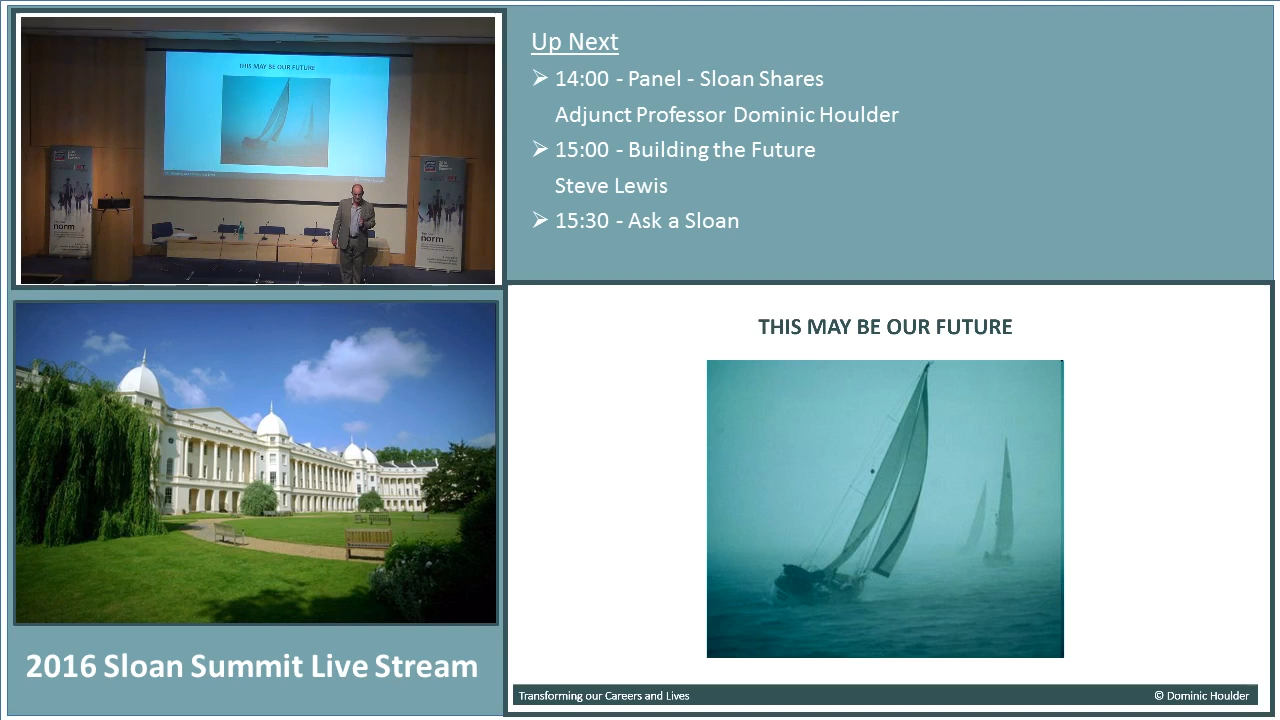 THIS MAY BE OUR FUTURE
norm
norm
Up Next
➢ 14:00 - Panel - Sloan Shares
Adjunct Professor Dominic Houlder
➢ 15:00 - Building the Future
Steve Lewis
➢ 15:30 - Ask a Sloan
2016 Sloan Summit Live Stream
THIS MAY BE OUR FUTURE
Transforming our Careers and Lives
© Dominic Houlder